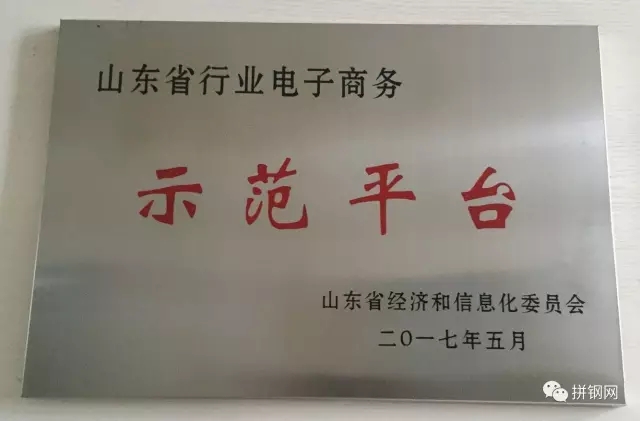 山东省行业电子商务
示范平台
山东省经济和信息化委员会
二〇一七年五月
拼钢网